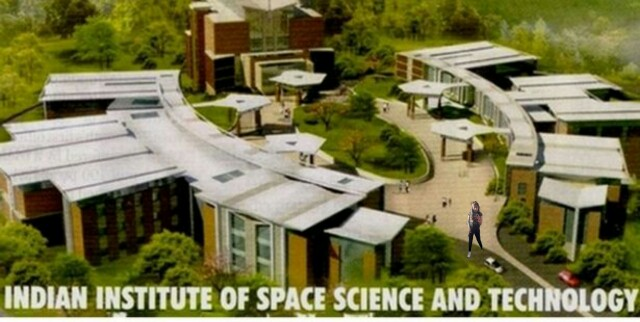 INDIAN INSTITUTE OF SPACE SCIENCE AND TECHNOLOGY